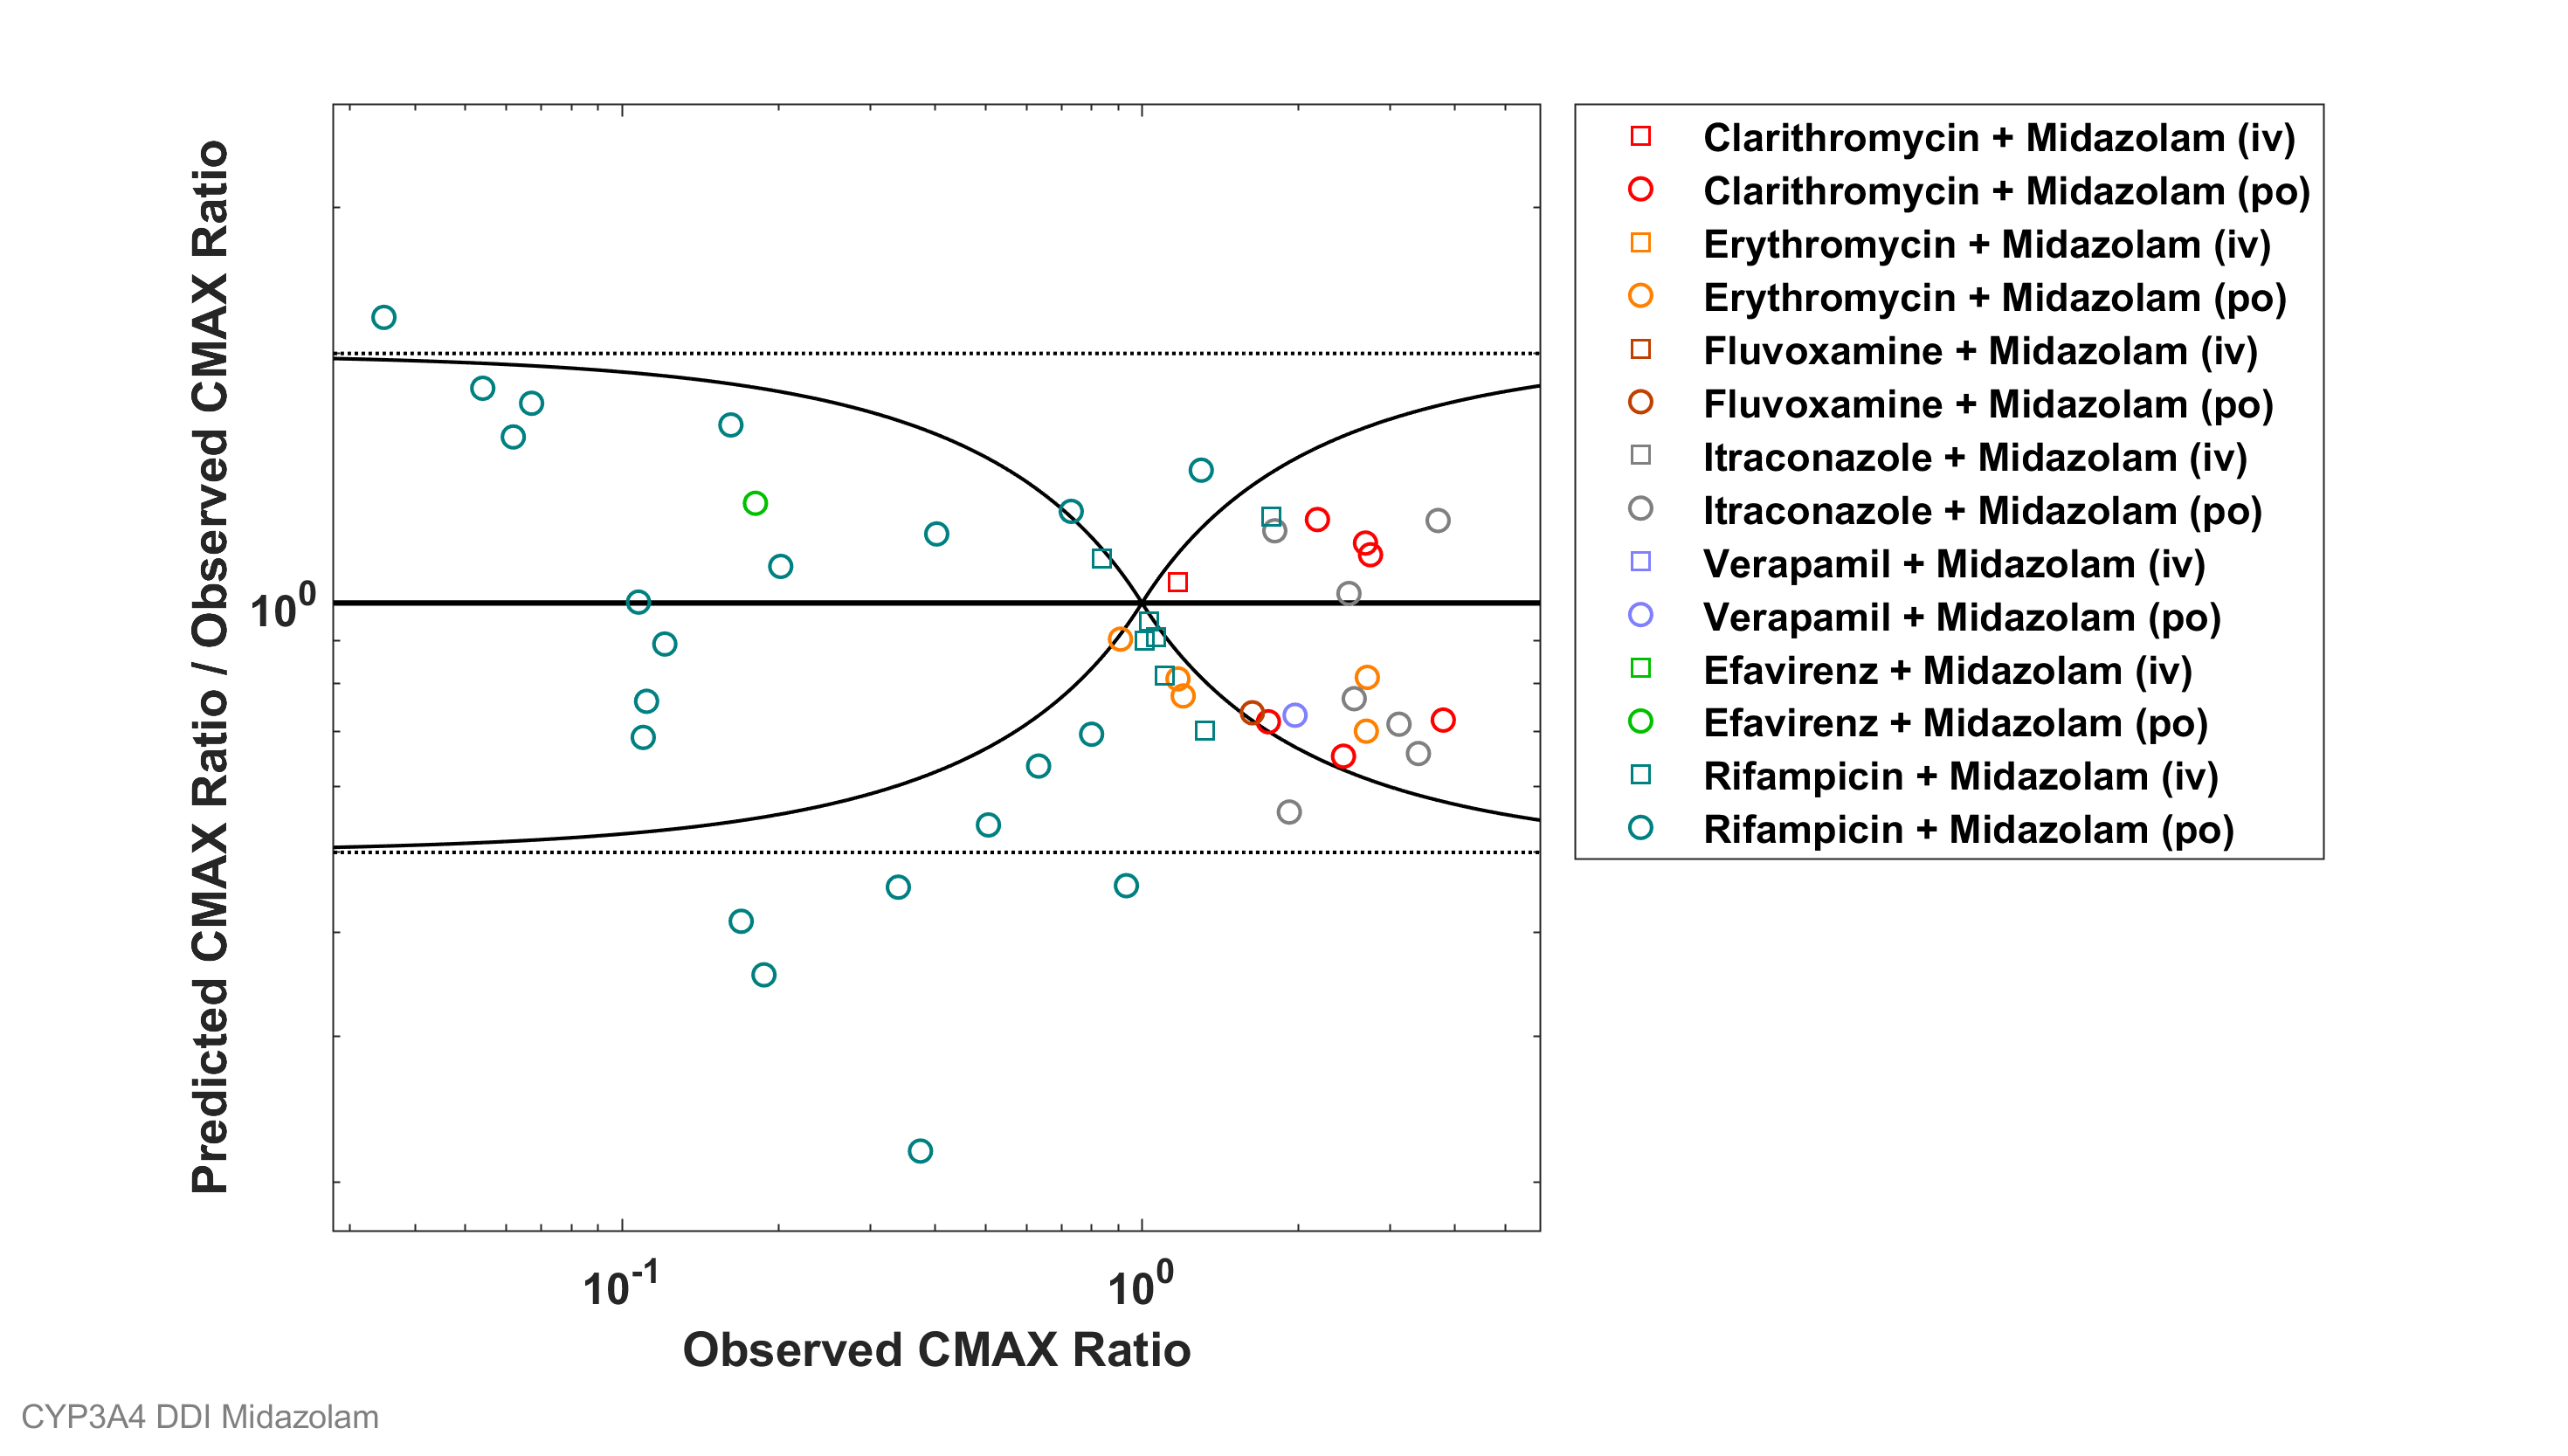 Predicted CMAX Ratio / Observed CMAX Ratio
10^0
10^-1
10^0
Observed CMAX Ratio
Clarithromycin + Midazolam (iv)
Clarithromycin + Midazolam (po)
Erythromycin + Midazolam (iv)
Erythromycin + Midazolam (po)
Fluvoxamine + Midazolam (iv)
Fluvoxamine + Midazolam (po)
Itraconazole + Midazolam (iv)
Itraconazole + Midazolam (po)
Verapamil + Midazolam (iv)
Verapamil + Midazolam (po)
Efavirenz + Midazolam (iv)
Efavirenz + Midazolam (po)
Rifampicin + Midazolam (iv)
Rifampicin + Midazolam (po)
CYP3A4 DDI Midazolam